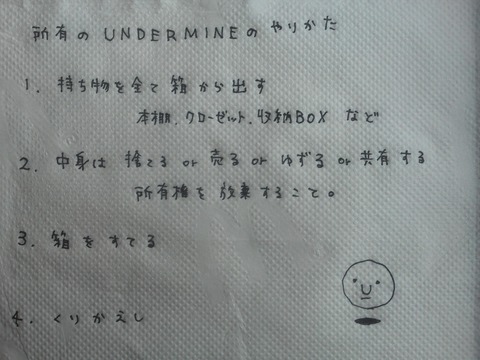 所有の UNDERMINEの やりかた
1. 持ち物を全て箱から出す
本棚、クローゼット、収納BOX など
2. 中身は 捨てる or 売る or ゆずる or 共有する
所有権を放棄すること。
3. 箱をすてる
4. くりかえし